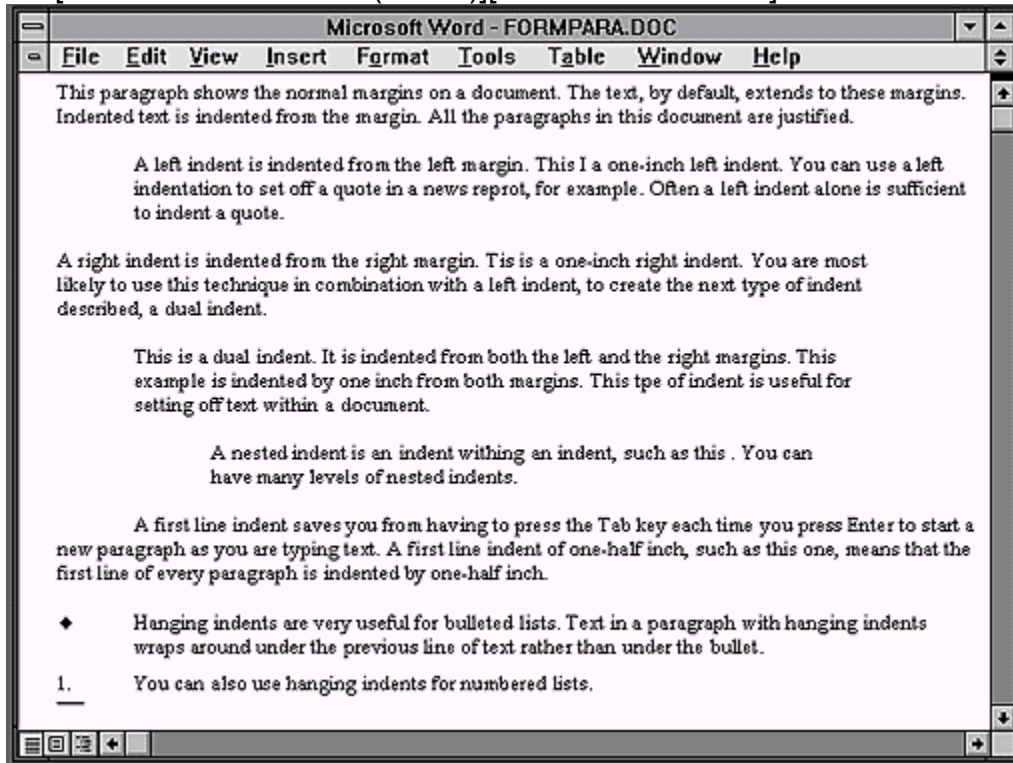 Microsoft Word - FORMPARA.DOC
File Edit View Insert Format Tools Table Window Help
This paragraph shows the normal margins on a document. The text, by default, extends to these margins.
Indented text is indented from the margin. All the paragraphs in this document are justified.
A left indent is indented from the left margin. This I a one-inch left indent. You can use a left
indentation to set off a quote in a news reprot, for example. Often a left indent alone is sufficient
to indent a quote.
A right indent is indented from the right margin. Tis is a one-inch right indent. You are most
likely to use this technique in combination with a left indent, to create the next type of indent
described, a dual indent.
This is a dual indent. It is indented from both the left and the right margins. This
example is indented by one inch from both margins. This tpe of indent is useful for
setting off text within a document.
A nested indent is an indent withing an indent, such as this . You can
have many levels of nested indents.
A first line indent saves you from having to press the Tab key each time you press Enter to start a
new paragraph as you are typing text. A first line indent of one-half inch, such as this one, means that the
first line of every paragraph is indented by one-half inch.
◆ Hanging indents are very useful for bulleted lists. Text in a paragraph with hanging indents
wraps around under the previous line of text rather than under the bullet.
1. You can also use hanging indents for numbered lists.